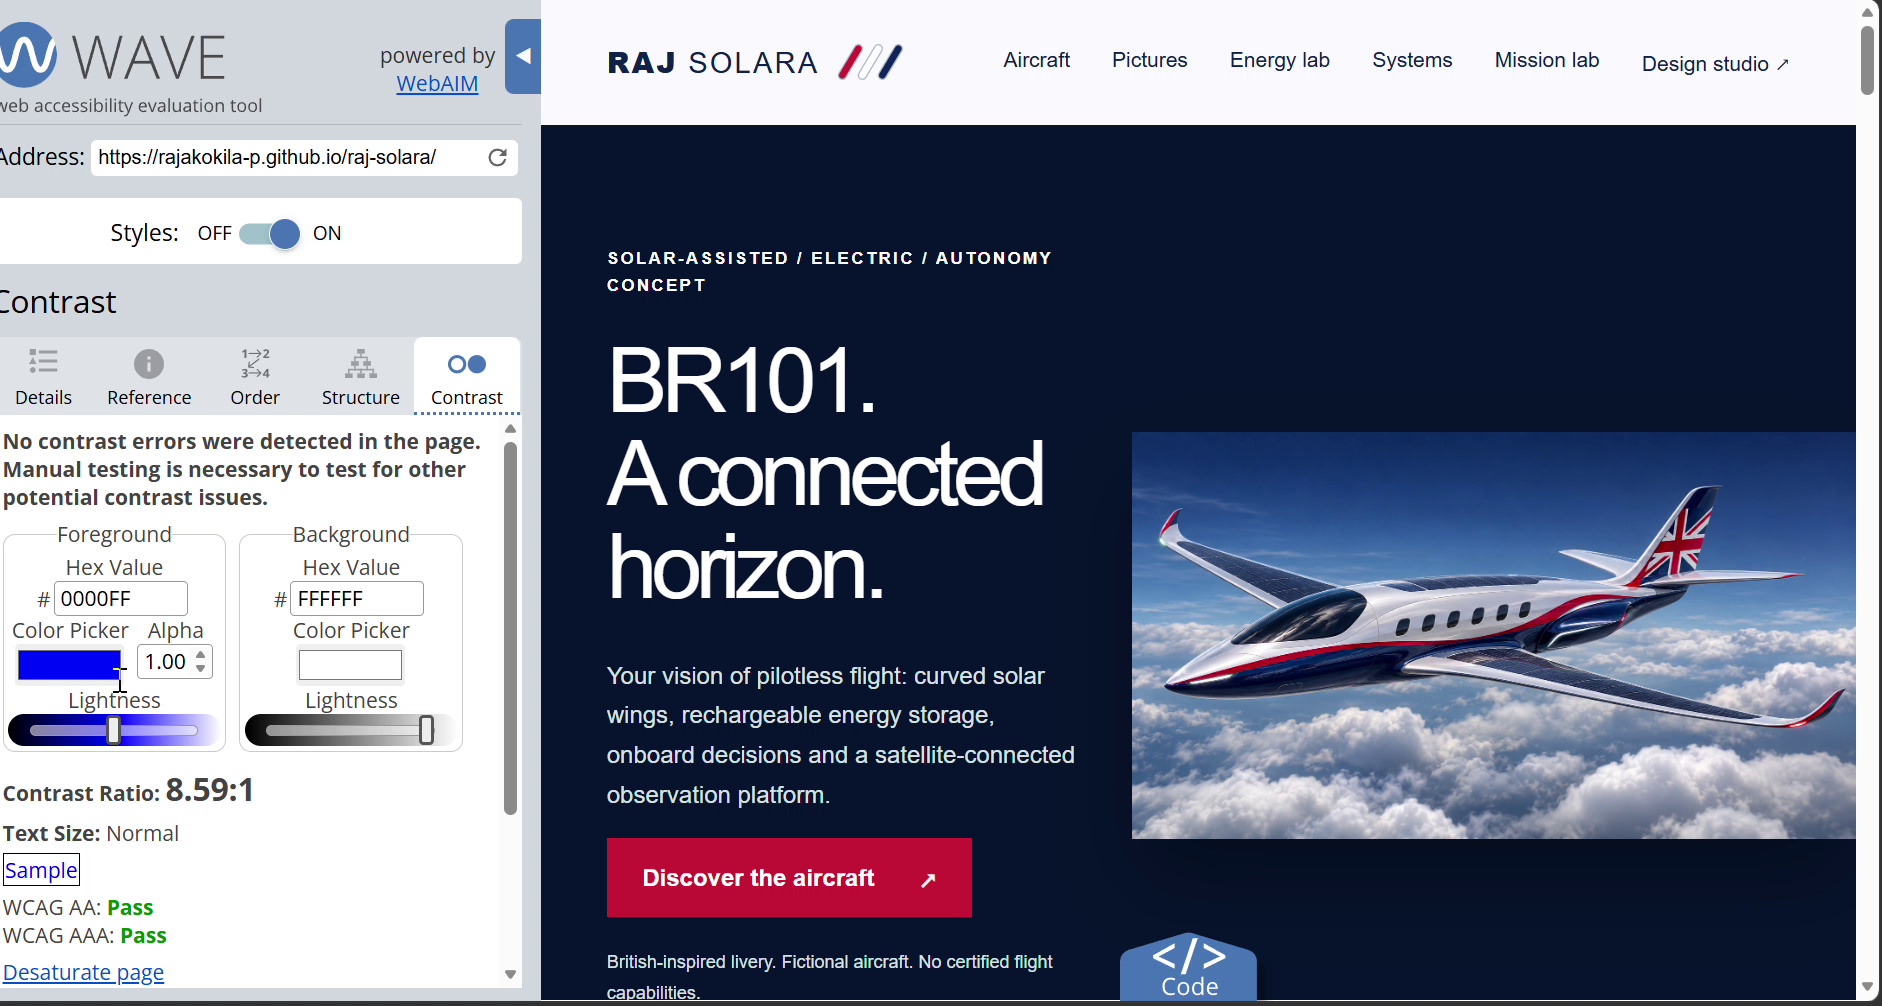 WAVE
powered by
WebAIM
web accessibility evaluation tool
Address: https://rajakokila-p.github.io/raj-solara/
Styles: OFF ON
Contrast
Details
Reference
1→2
3→4
Order
Structure
Contrast
No contrast errors were detected in the page.
Manual testing is necessary to test for other
potential contrast issues.
Foreground
Hex Value
# 0000FF
Color Picker Alpha
1.00
Lightness
Background
Hex Value
# FFFFFF
Color Picker
Lightness
Contrast Ratio: 8.59:1
Text Size: Normal
Sample
WCAG AA: Pass
WCAG AAA: Pass
Desaturate page
RAJ SOLARA
Aircraft
Pictures
Energy lab
Systems
Mission lab
Design studio ↗
SOLAR-ASSISTED / ELECTRIC / AUTONOMY
CONCEPT
BR101.
A connected
horizon.
Your vision of pilotless flight: curved solar
wings, rechargeable energy storage,
onboard decisions and a satellite-connected
observation platform.
Discover the aircraft ↗
British-inspired livery. Fictional aircraft. No certified flight
capabilities.
</>
Code